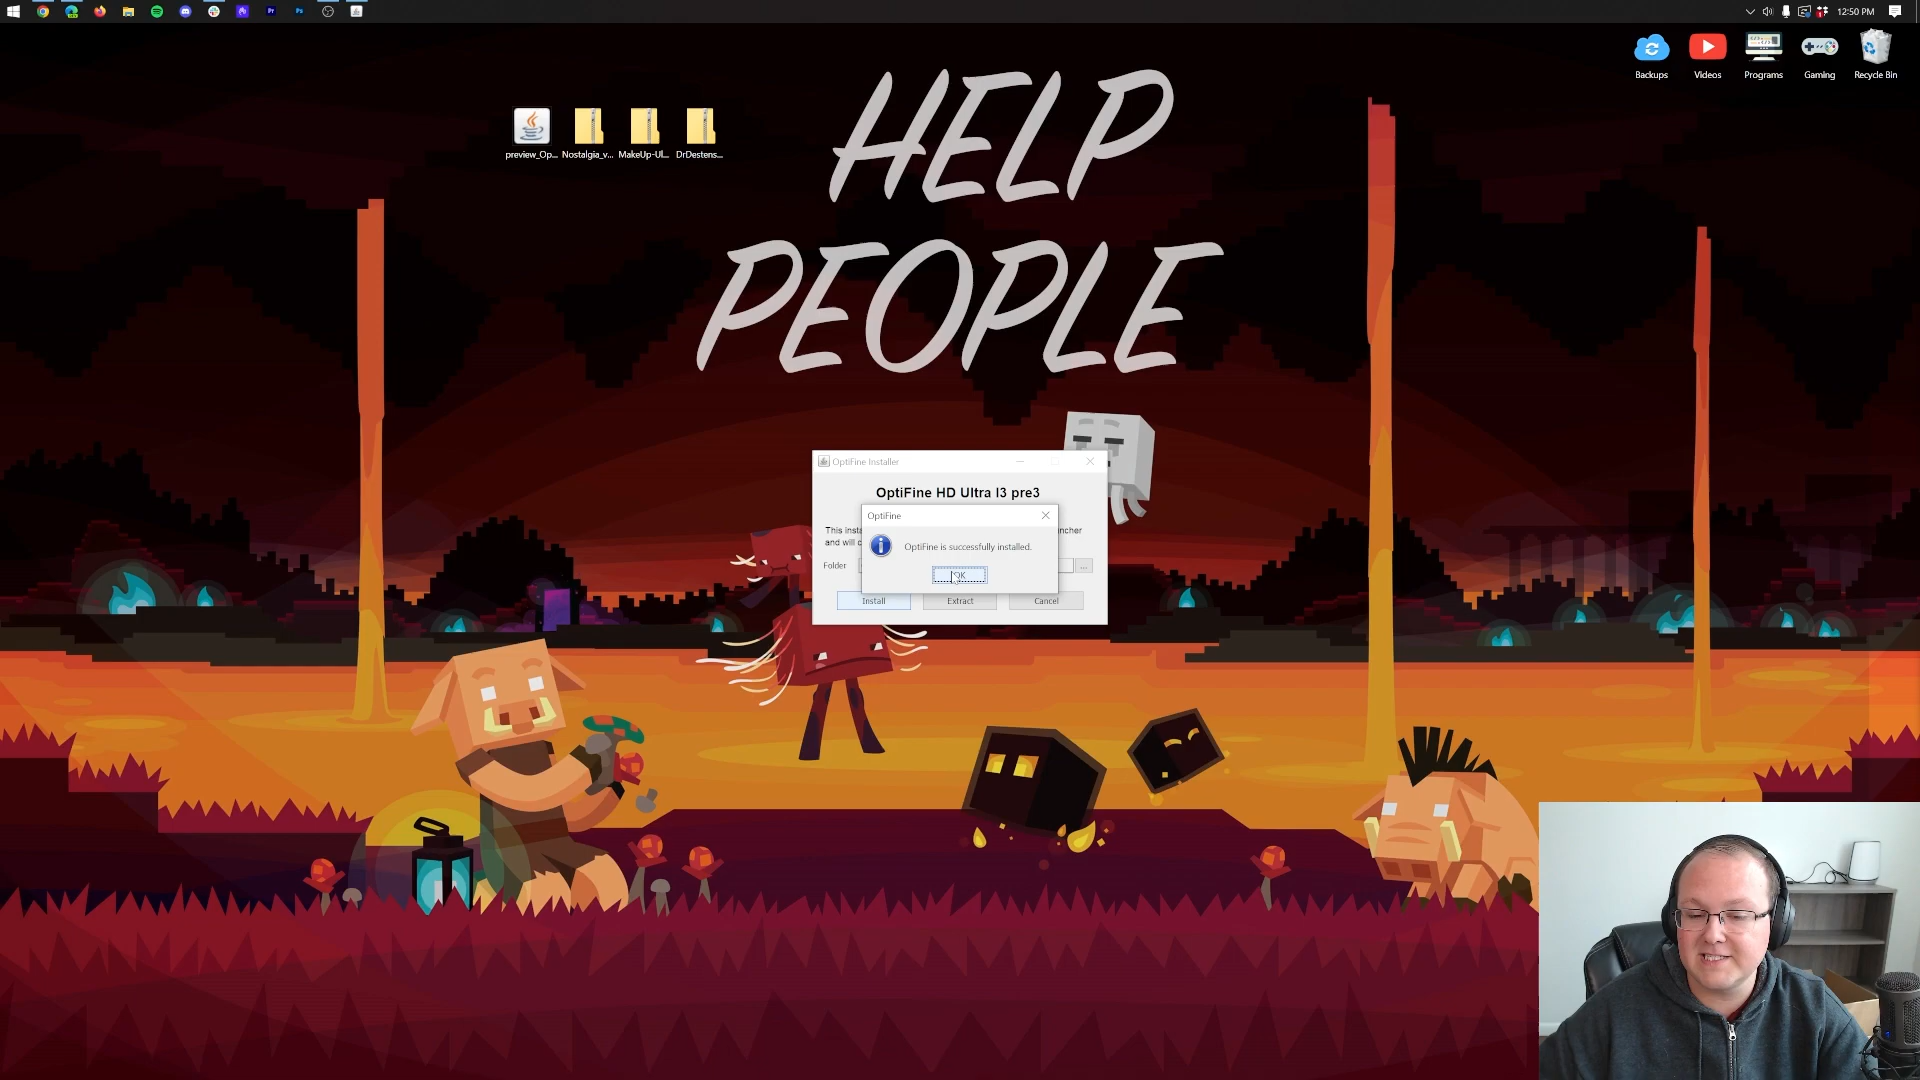 12:50 PM
Backups
Videos
Programs
Gaming
Recycle Bin
preview_Op...
Nostalgia_v...
MakeUp-Ul...
DrDestens...
HELP
PEOPLE
OptiFine Installer
OptiFine HD Ultra I3 pre3
OptiFine
This insta
ncher
and will c
OptiFine is successfully installed.
Folder
...
OK
Install
Extract
Cancel